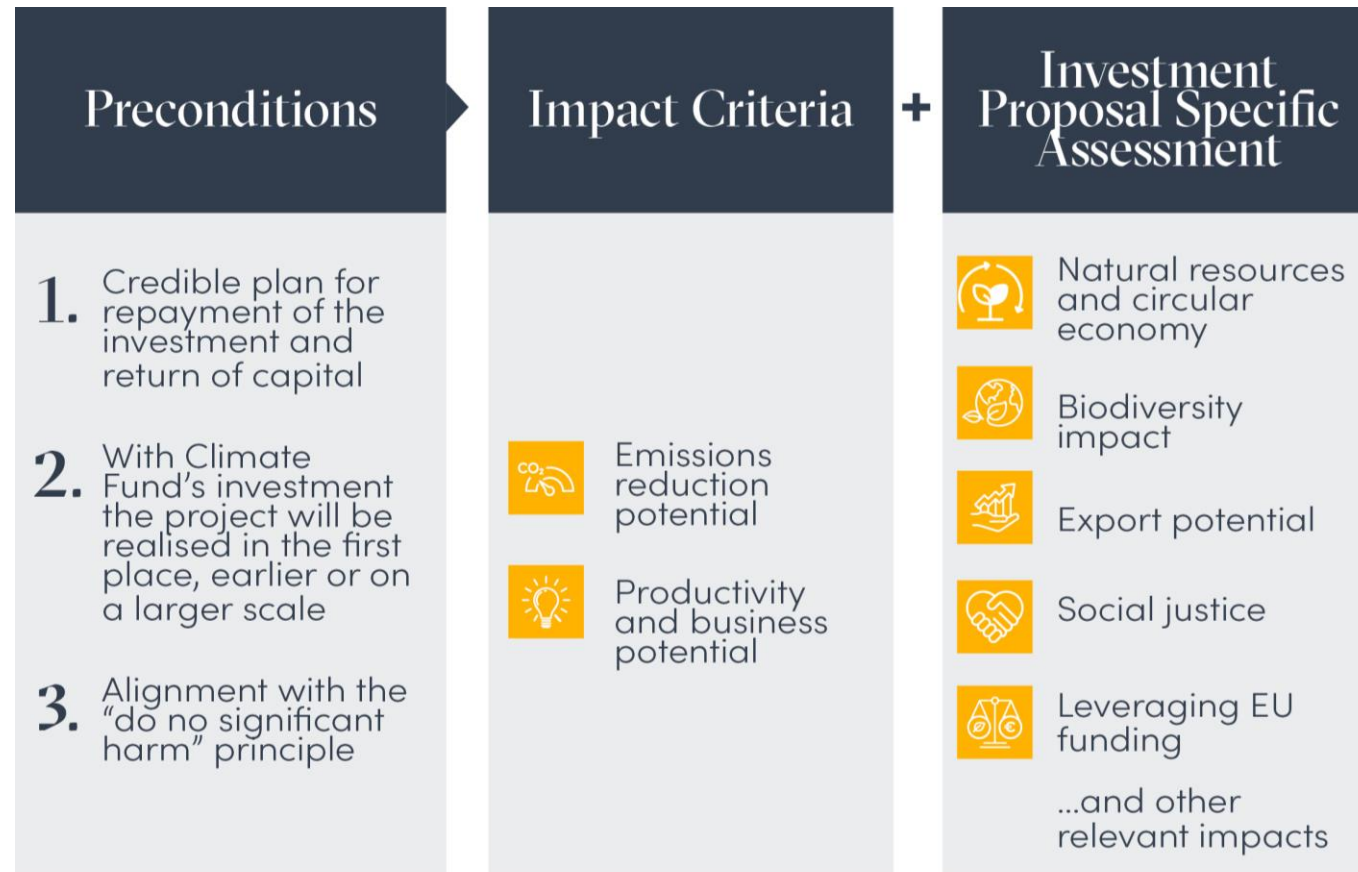 Preconditions
1. Credible plan for
repayment of the
investment and
return of capital
2. With Climate
Fund’s investment
the project will be
realised in the first
place, earlier or on
a larger scale
3. Alignment with the
“do no significant
harm” principle
Impact Criteria
CO₂
Emissions
reduction
potential
Productivity
and business
potential
+
Investment
Proposal Specific
Assessment
Natural resources
and circular
economy
Biodiversity
impact
Export potential
Social justice
€
Leveraging EU
funding
...and other
relevant impacts